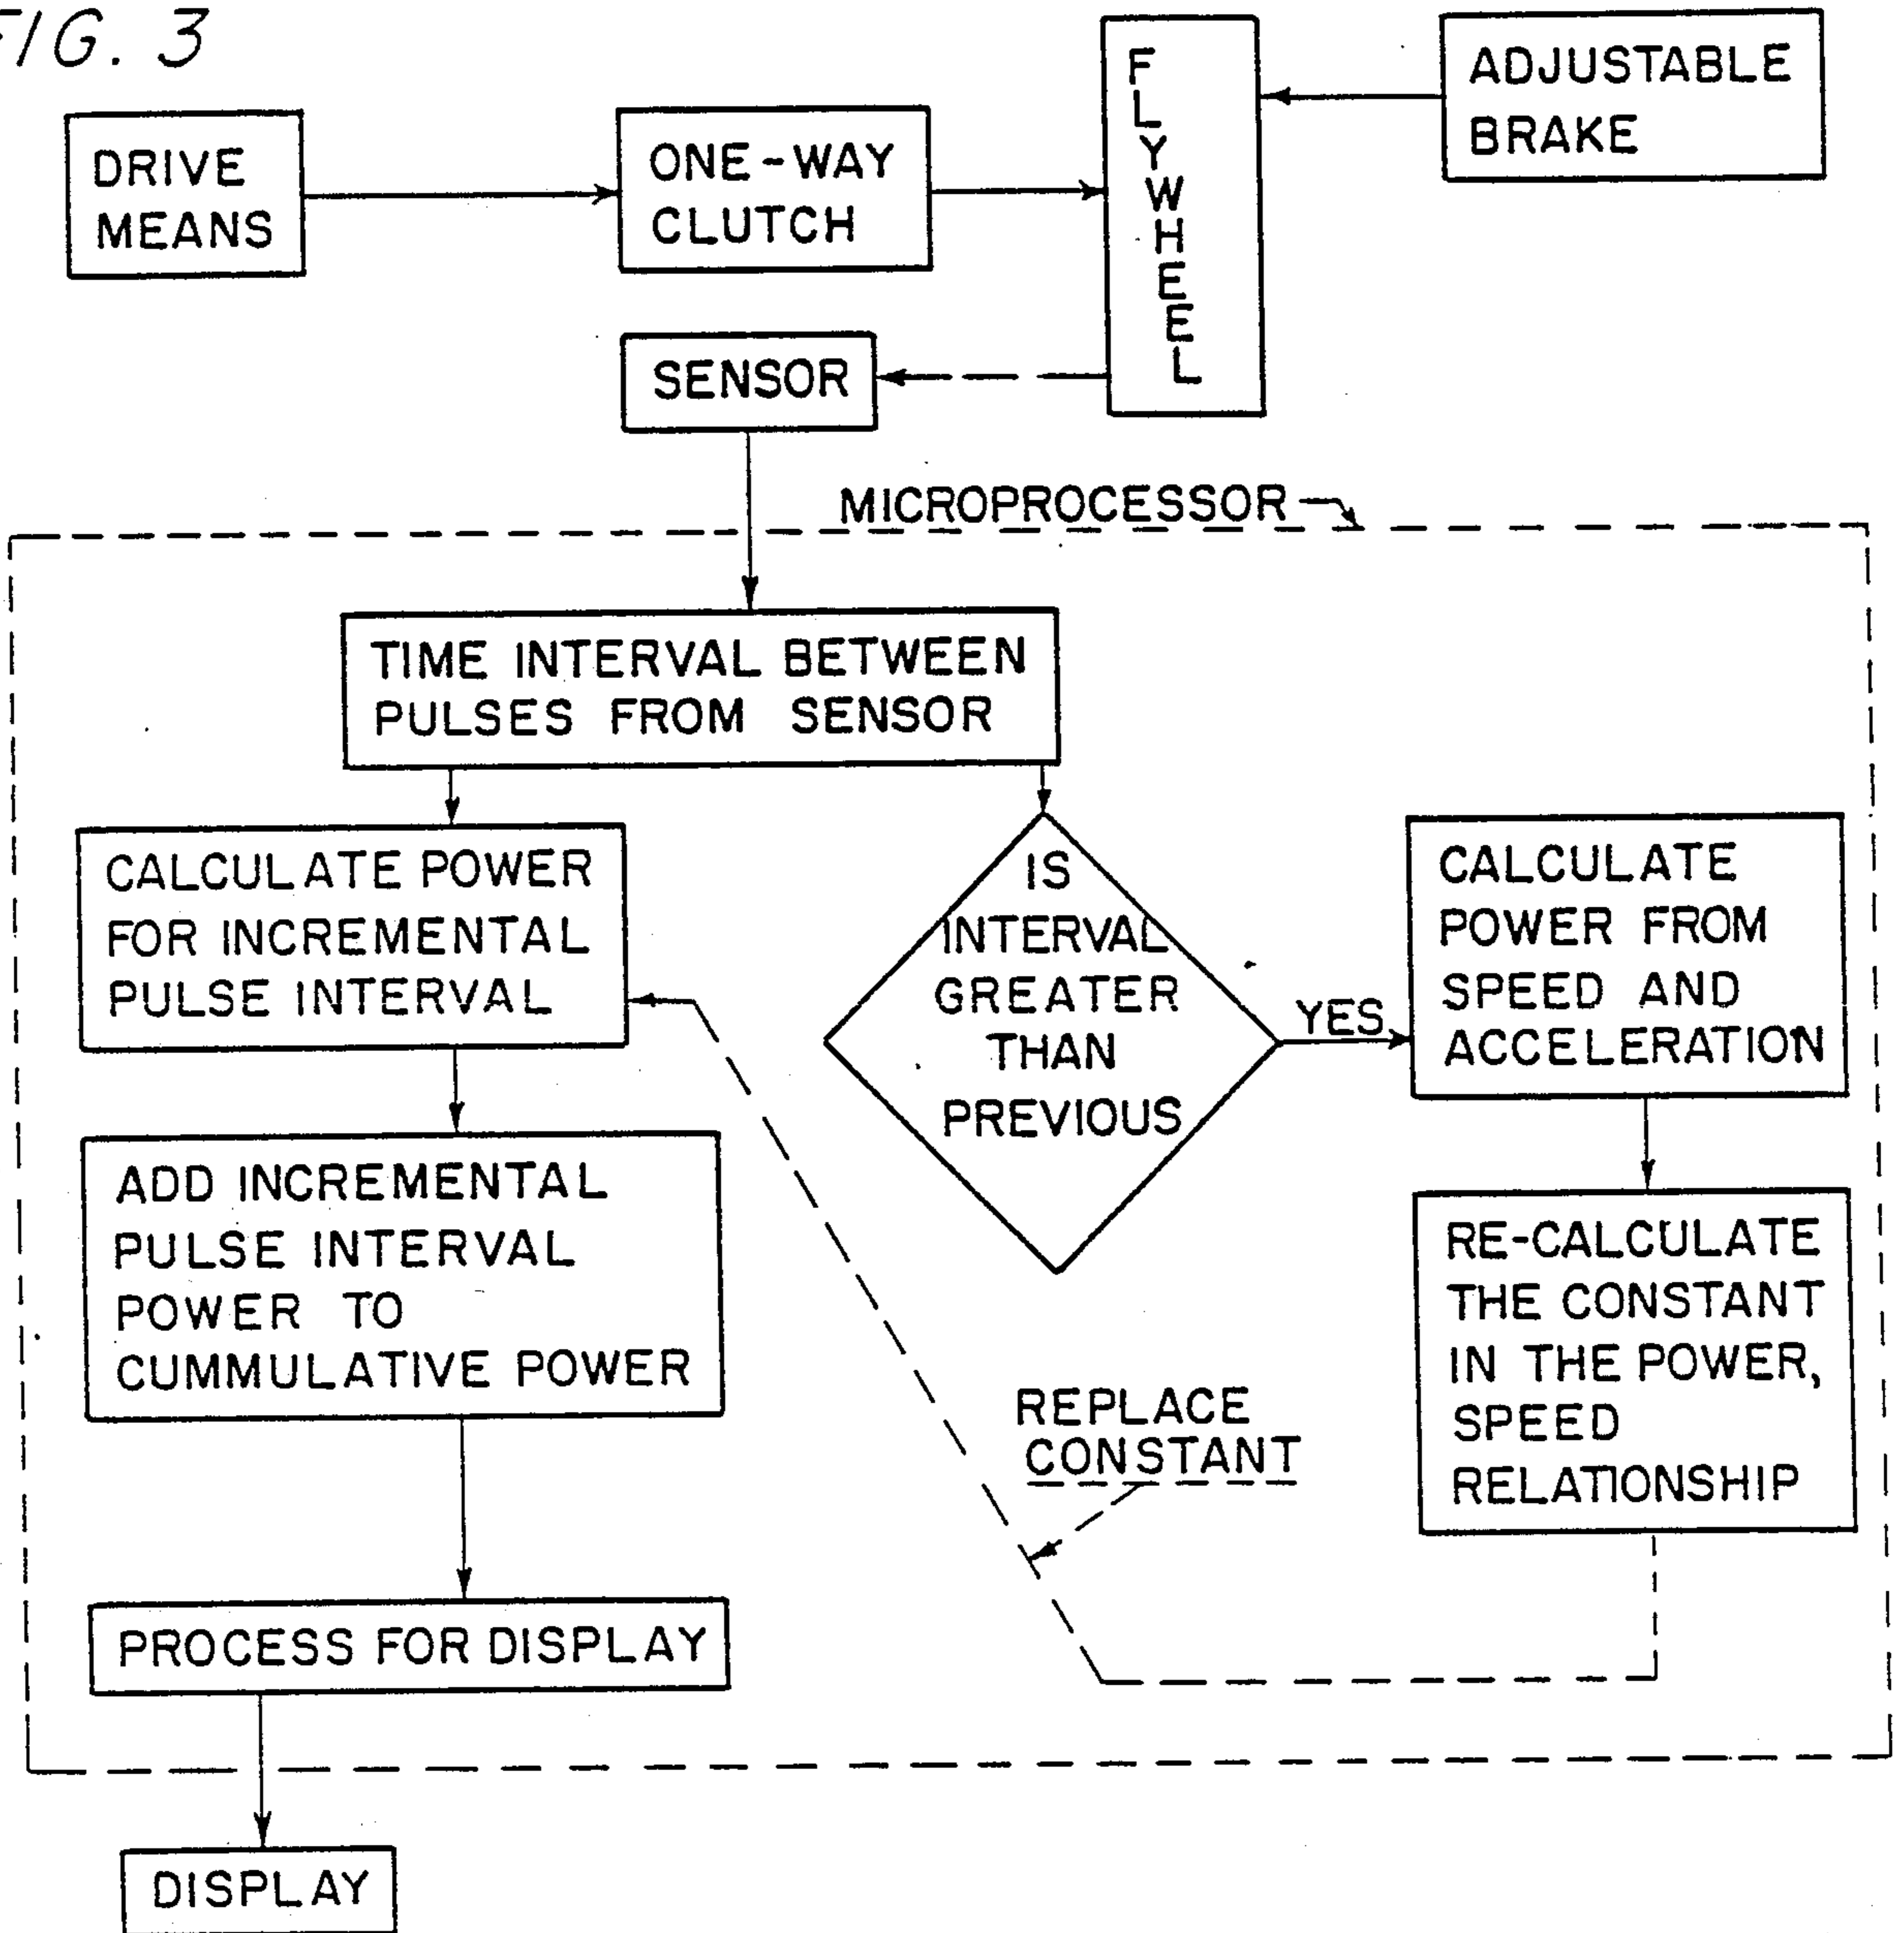 FIG. 3
DRIVE
MEANS
ONE-WAY
CLUTCH
FLYWHEEL
ADJUSTABLE
BRAKE
SENSOR
MICROPROCESSOR
TIME INTERVAL BETWEEN
PULSES FROM SENSOR
CALCULATE POWER
FOR INCREMENTAL
PULSE INTERVAL
IS
INTERVAL
GREATER
THAN
PREVIOUS
YES
CALCULATE
POWER FROM
SPEED AND
ACCELERATION
ADD INCREMENTAL
PULSE INTERVAL
POWER TO
CUMMULATIVE POWER
RE-CALCULATE
THE CONSTANT
IN THE POWER,
SPEED
RELATIONSHIP
REPLACE
CONSTANT
PROCESS FOR DISPLAY
DISPLAY